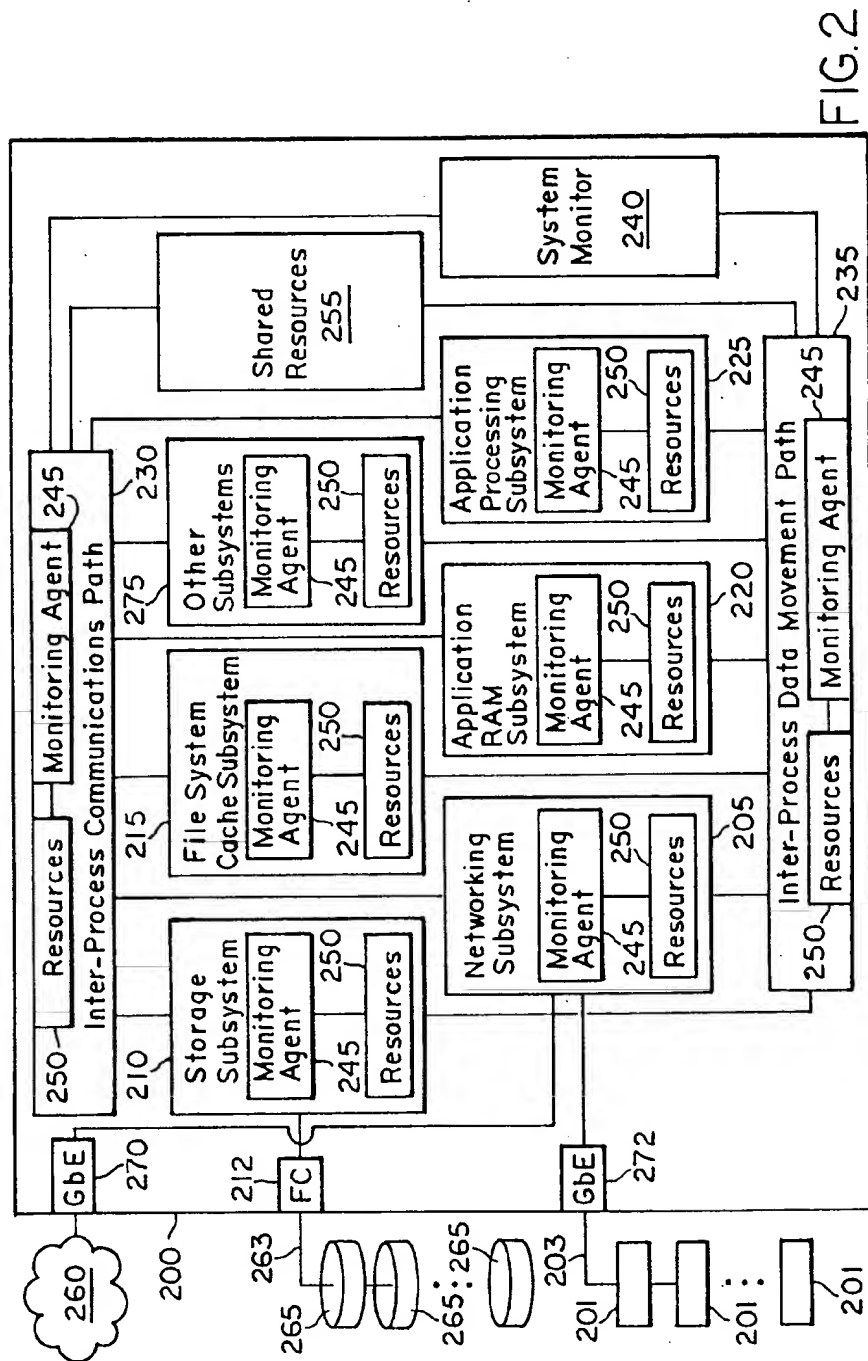 FIG.2
250
Resources
Monitoring Agent
245
Inter-Process Communications Path
230
210
Storage
Subsystem
Monitoring
Agent
245
250
Resources
215
File System
Cache Subsystem
Monitoring
Agent
245
250
Resources
275
Other
Subsystems
Monitoring
Agent
245
250
Resources
Shared
Resources
255
System
Monitor
240
Networking
Subsystem
Monitoring
Agent
245
250
Resources
205
Application
RAM Subsystem
Monitoring
Agent
245
250
Resources
220
Application
Processing
Subsystem
Monitoring
Agent
245
250
Resources
225
Inter-Process Data Movement Path
235
250
Resources
Monitoring Agent
245
GbE
270
212
FC
GbE
272
260
200
263
265
265
265
203
201
201
201